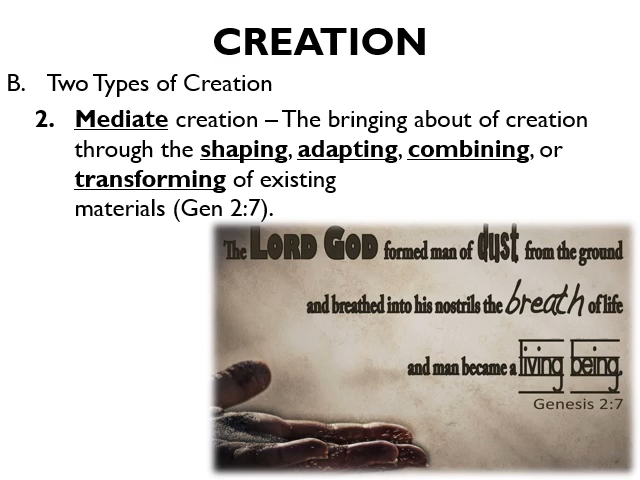 CREATION
B. Two Types of Creation
2. Mediate creation – The bringing about of creation
through the shaping, adapting, combining, or
transforming of existing
materials (Gen 2:7).
The LORD GOD formed man of dust from the ground
and breathed into his nostrils the breath of life
and man became a living being.
Genesis 2:7